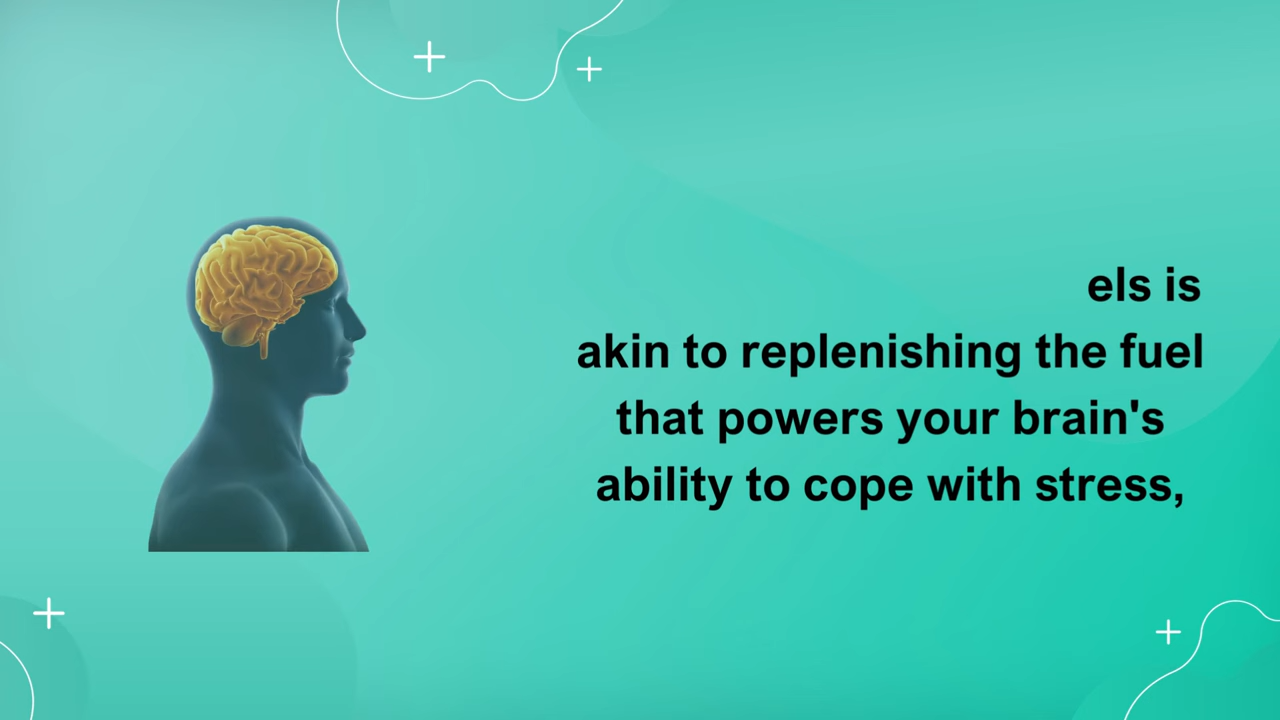 els is
akin to replenishing the fuel
that powers your brain's
ability to cope with stress,